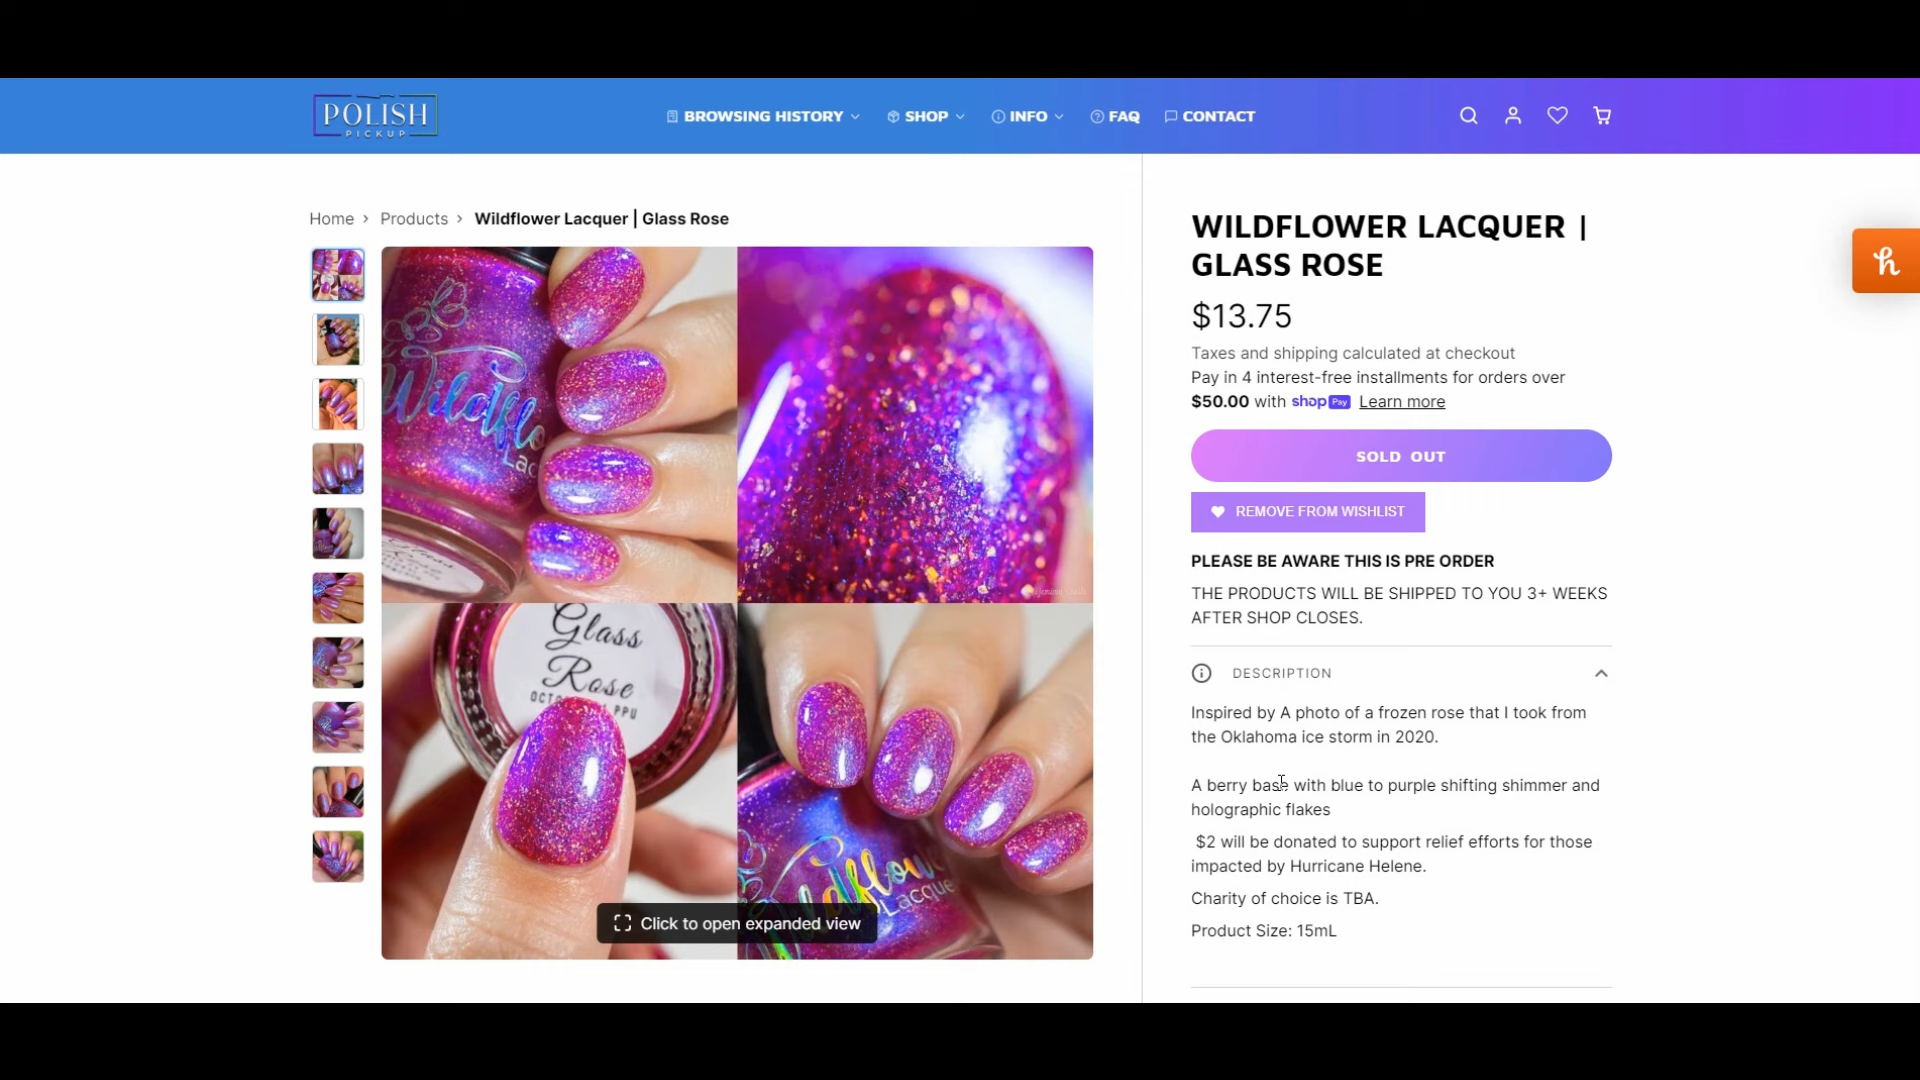 POLISH
PICKUP
BROWSING HISTORY
SHOP
INFO
FAQ
CONTACT
Home > Products > Wildflower Lacquer | Glass Rose
Glass
Rose
PPU
Lacque
WILDFLOWER LACQUER |
GLASS ROSE
$13.75
Taxes and shipping calculated at checkout
Pay in 4 interest-free installments for orders over
$50.00 with shop Pay Learn more
SOLD OUT
REMOVE FROM WISHLIST
PLEASE BE AWARE THIS IS PRE ORDER
THE PRODUCTS WILL BE SHIPPED TO YOU 3+ WEEKS
AFTER SHOP CLOSES.
DESCRIPTION
Inspired by A photo of a frozen rose that I took from
the Oklahoma ice storm in 2020.
A berry base with blue to purple shifting shimmer and
holographic flakes
$2 will be donated to support relief efforts for those
impacted by Hurricane Helene.
Charity of choice is TBA.
Product Size: 15mL
Click to open expanded view